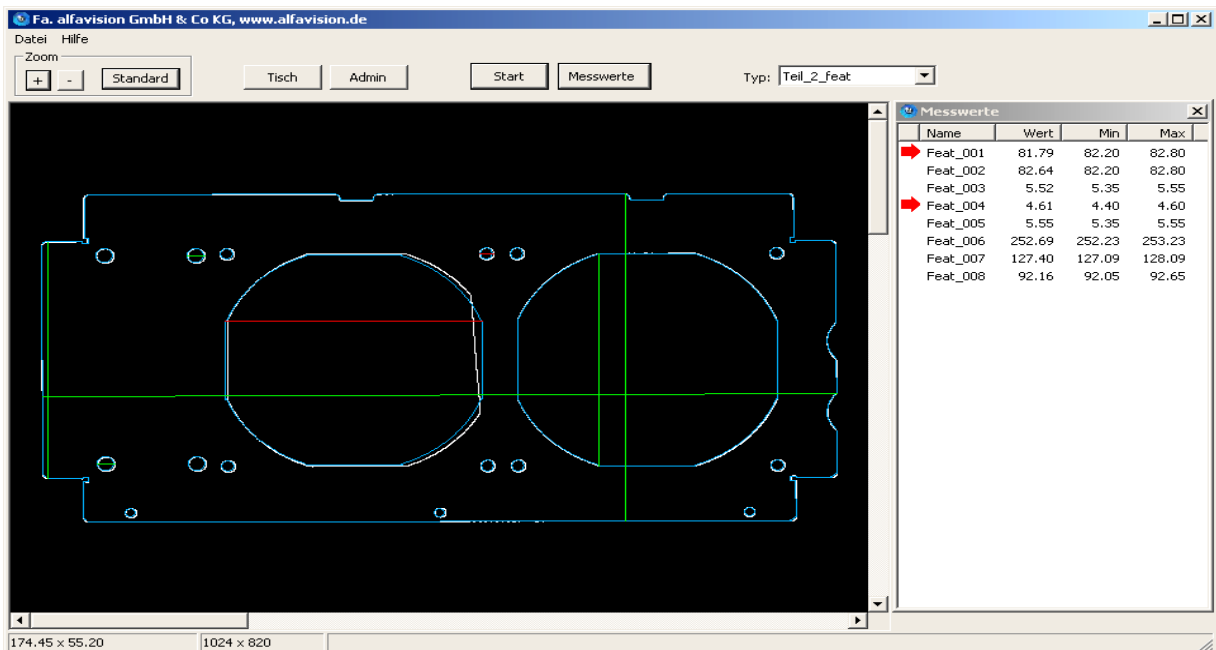 Fa. alfavision GmbH & Co KG, www.alfavision.de
Datei Hilfe
Zoom
+ - Standard Tisch Admin Start Messwerte Typ: Teil_2_feat
Messwerte
Name Wert Min Max
Feat_001 81.79 82.20 82.80
Feat_002 82.64 82.20 82.80
Feat_003 5.52 5.35 5.55
Feat_004 4.61 4.40 4.60
Feat_005 5.55 5.35 5.55
Feat_006 252.69 252.23 253.23
Feat_007 127.40 127.09 128.09
Feat_008 92.16 92.05 92.65
174.45 x 55.20 1024 x 820